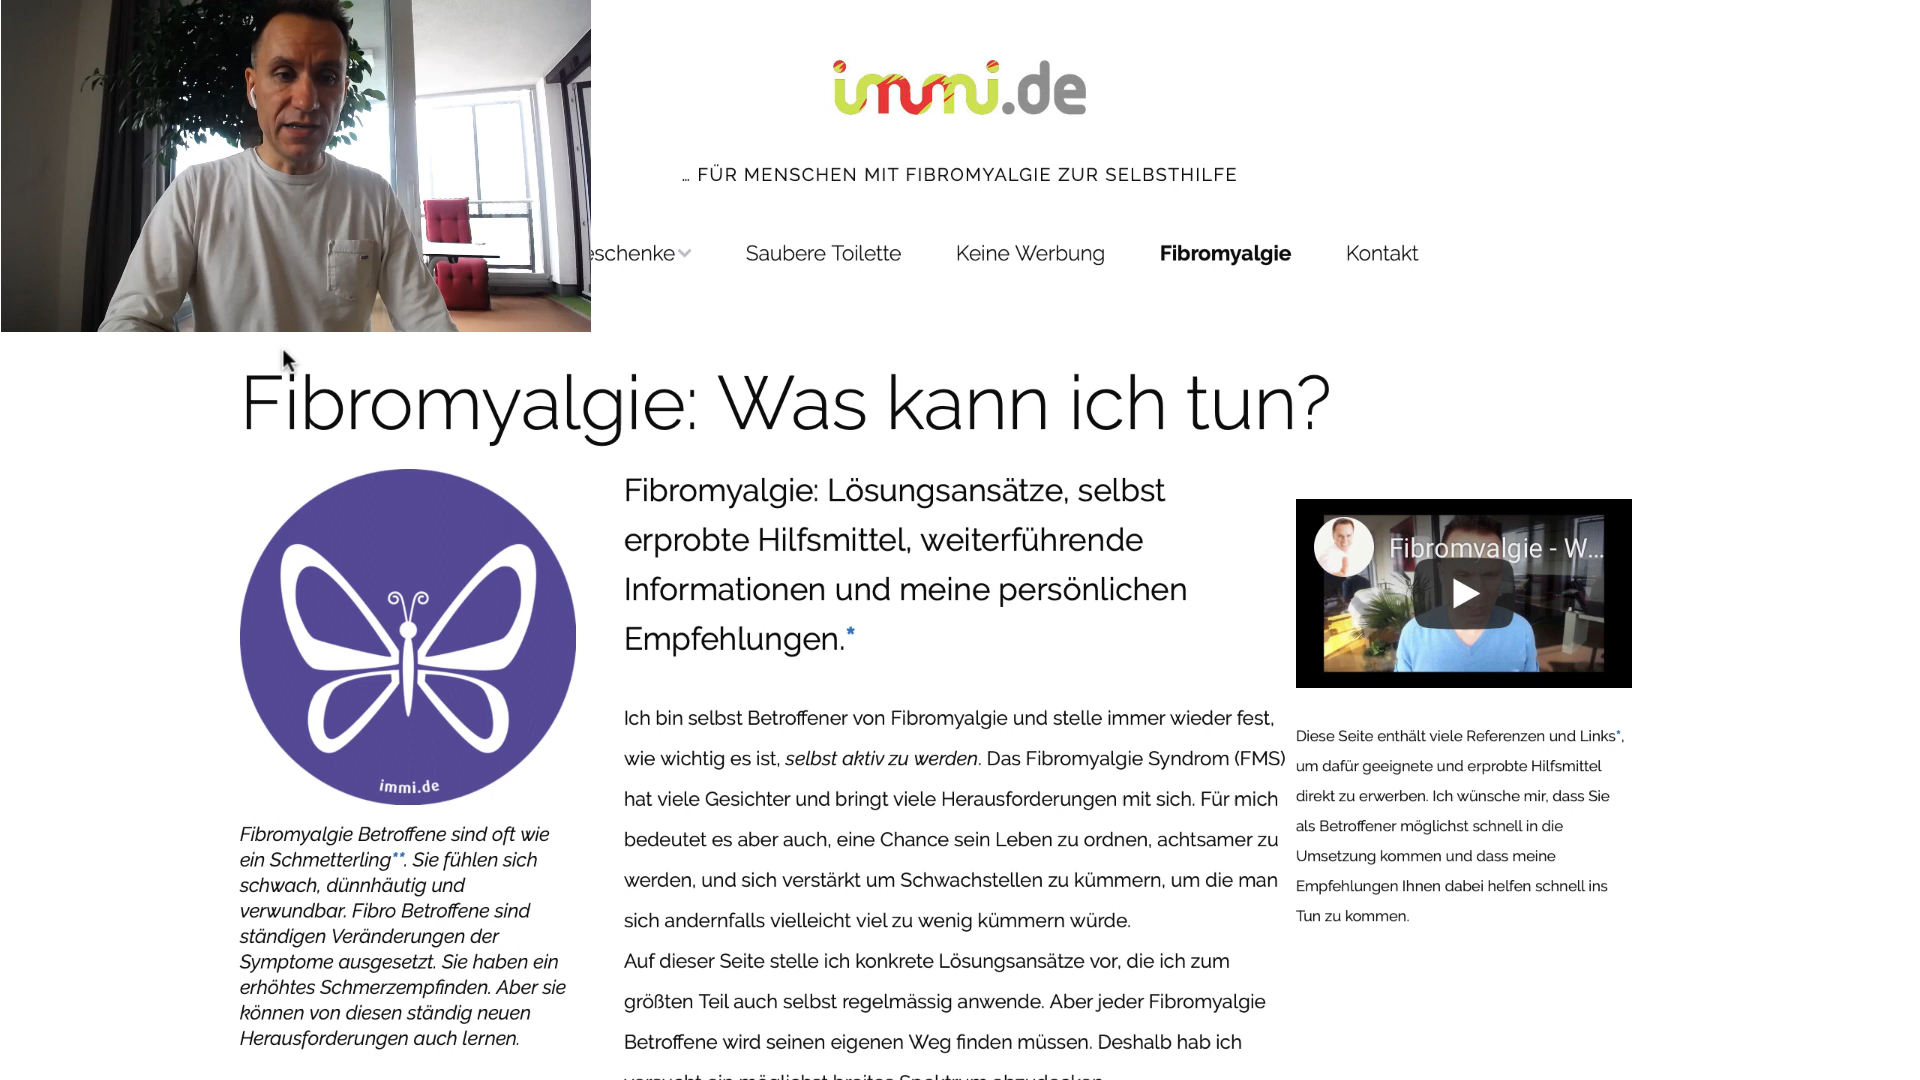 immi.de
... FÜR MENSCHEN MIT FIBROMYALGIE ZUR SELBSTHILFE
eschenke Saubere Toilette Keine Werbung Fibromyalgie Kontakt
Fibromyalgie: Was kann ich tun?
immi.de
Fibromyalgie Betroffene sind oft wie
ein Schmetterling**. Sie fühlen sich
schwach, dünnhäutig und
verwundbar. Fibro Betroffene sind
ständigen Veränderungen der
Symptome ausgesetzt. Sie haben ein
erhöhtes Schmerzempfinden. Aber sie
können von diesen ständig neuen
Herausforderungen auch lernen.
Fibromyalgie: Lösungsansätze, selbst
erprobte Hilfsmittel, weiterführende
Informationen und meine persönlichen
Empfehlungen.*
Ich bin selbst Betroffener von Fibromyalgie und stelle immer wieder fest,
wie wichtig es ist, selbst aktiv zu werden. Das Fibromyalgie Syndrom (FMS)
hat viele Gesichter und bringt viele Herausforderungen mit sich. Für mich
bedeutet es aber auch, eine Chance sein Leben zu ordnen, achtsamer zu
werden, und sich verstärkt um Schwachstellen zu kümmern, um die man
sich andernfalls vielleicht viel zu wenig kümmern würde.
Auf dieser Seite stelle ich konkrete Lösungsansätze vor, die ich zum
größten Teil auch selbst regelmässig anwende. Aber jeder Fibromyalgie
Betroffene wird seinen eigenen Weg finden müssen. Deshalb hab ich
versucht ein möglichst breites Spektrum abzudecken.
Fibromyalgie - W...
Diese Seite enthält viele Referenzen und Links*,
um dafür geeignete und erprobte Hilfsmittel
direkt zu erwerben. Ich wünsche mir, dass Sie
als Betroffener möglichst schnell in die
Umsetzung kommen und dass meine
Empfehlungen Ihnen dabei helfen schnell ins
Tun zu kommen.